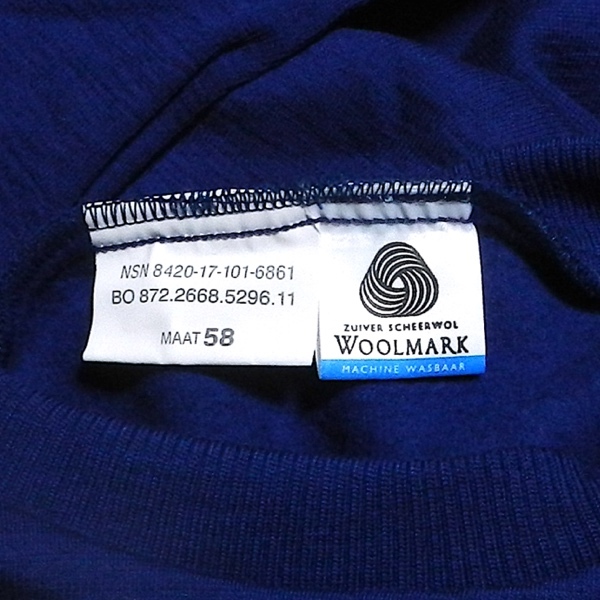 NSN 8420-17-101-6861
BO 872.2668.5296.11
MAAT 58
ZUIVER SCHEERWOL
WOOLMARK
MACHINE WASBAAR